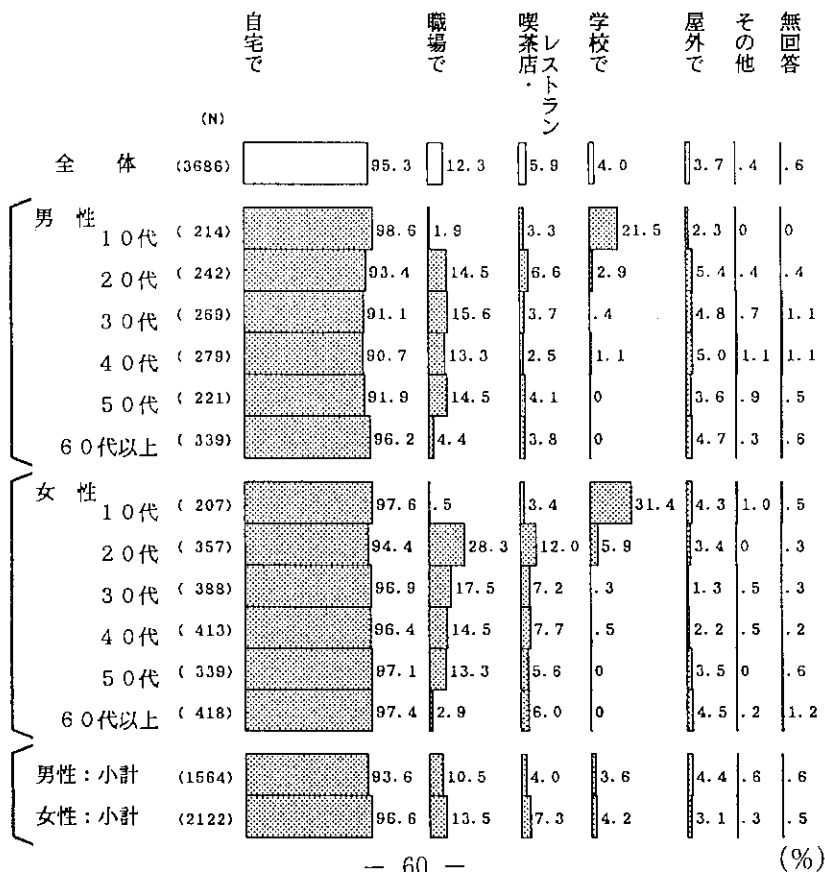 自宅で 職場で 喫茶店・レストラン 学校で 屋外で その他 無回答
(N)
全体 (3686) 95.3 12.3 5.9 4.0 3.7 .4 .6
男性
10代 (214) 98.6 1.9 3.3 21.5 2.3 0 0
20代 (242) 93.4 14.5 6.6 2.9 5.4 .4 .4
30代 (269) 91.1 15.6 3.7 .4 4.8 .7 1.1
40代 (279) 90.7 13.3 2.5 1.1 5.0 1.1 1.1
50代 (221) 91.9 14.5 4.1 0 3.6 .9 .5
60代以上 (339) 96.2 4.4 3.8 0 4.7 .3 .6
女性
10代 (207) 97.6 .5 3.4 31.4 4.3 1.0 .5
20代 (357) 94.4 28.3 12.0 5.9 3.4 0 .3
30代 (388) 96.9 17.5 7.2 .3 1.3 .5 .3
40代 (413) 96.4 14.5 7.7 .5 2.2 .5 .2
50代 (339) 97.1 13.3 5.6 0 3.5 0 .6
60代以上 (418) 97.4 2.9 6.0 0 4.5 .2 1.2
男性：小計 (1564) 93.6 10.5 4.0 3.6 4.4 .6 .6
女性：小計 (2122) 96.6 13.5 7.3 4.2 3.1 .3 .5
(%)
— 60 —